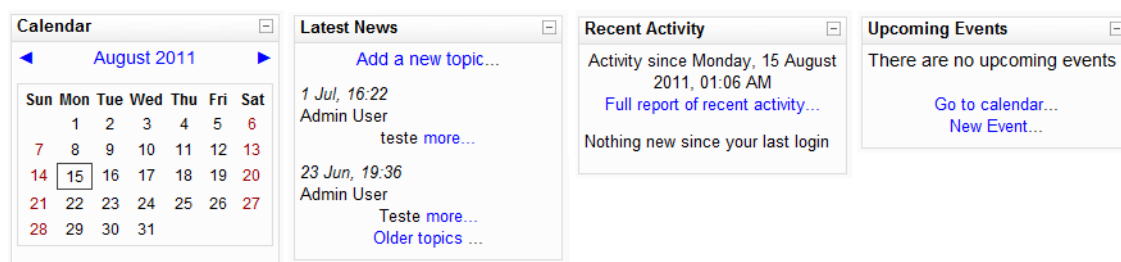 Calendar
◄ August 2011 ►
Sun Mon Tue Wed Thu Fri Sat
1 2 3 4 5 6
7 8 9 10 11 12 13
14 15 16 17 18 19 20
21 22 23 24 25 26 27
28 29 30 31
Latest News
Add a new topic...
1 Jul, 16:22
Admin User
teste more...
23 Jun, 19:36
Admin User
Teste more...
Older topics ...
Recent Activity
Activity since Monday, 15 August
2011, 01:06 AM
Full report of recent activity...
Nothing new since your last login
Upcoming Events
There are no upcoming events
Go to calendar...
New Event...